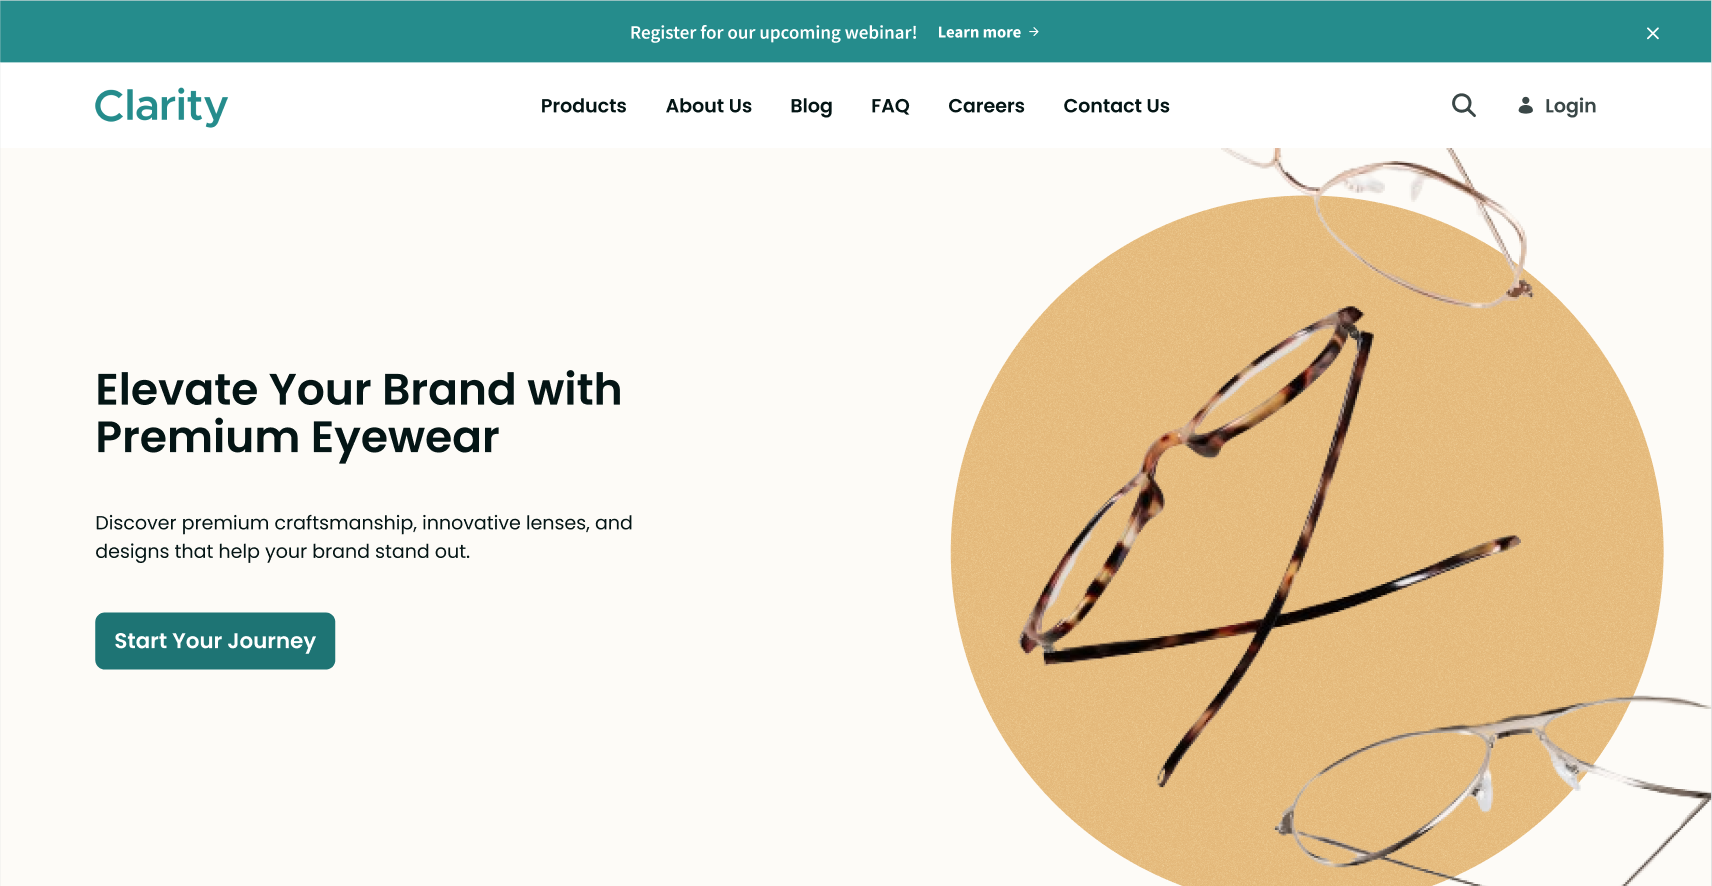 Register for our upcoming webinar! Learn more →
Clarity
Products About Us Blog FAQ Careers Contact Us
Login
Elevate Your Brand with
Premium Eyewear
Discover premium craftsmanship, innovative lenses, and
designs that help your brand stand out.
Start Your Journey